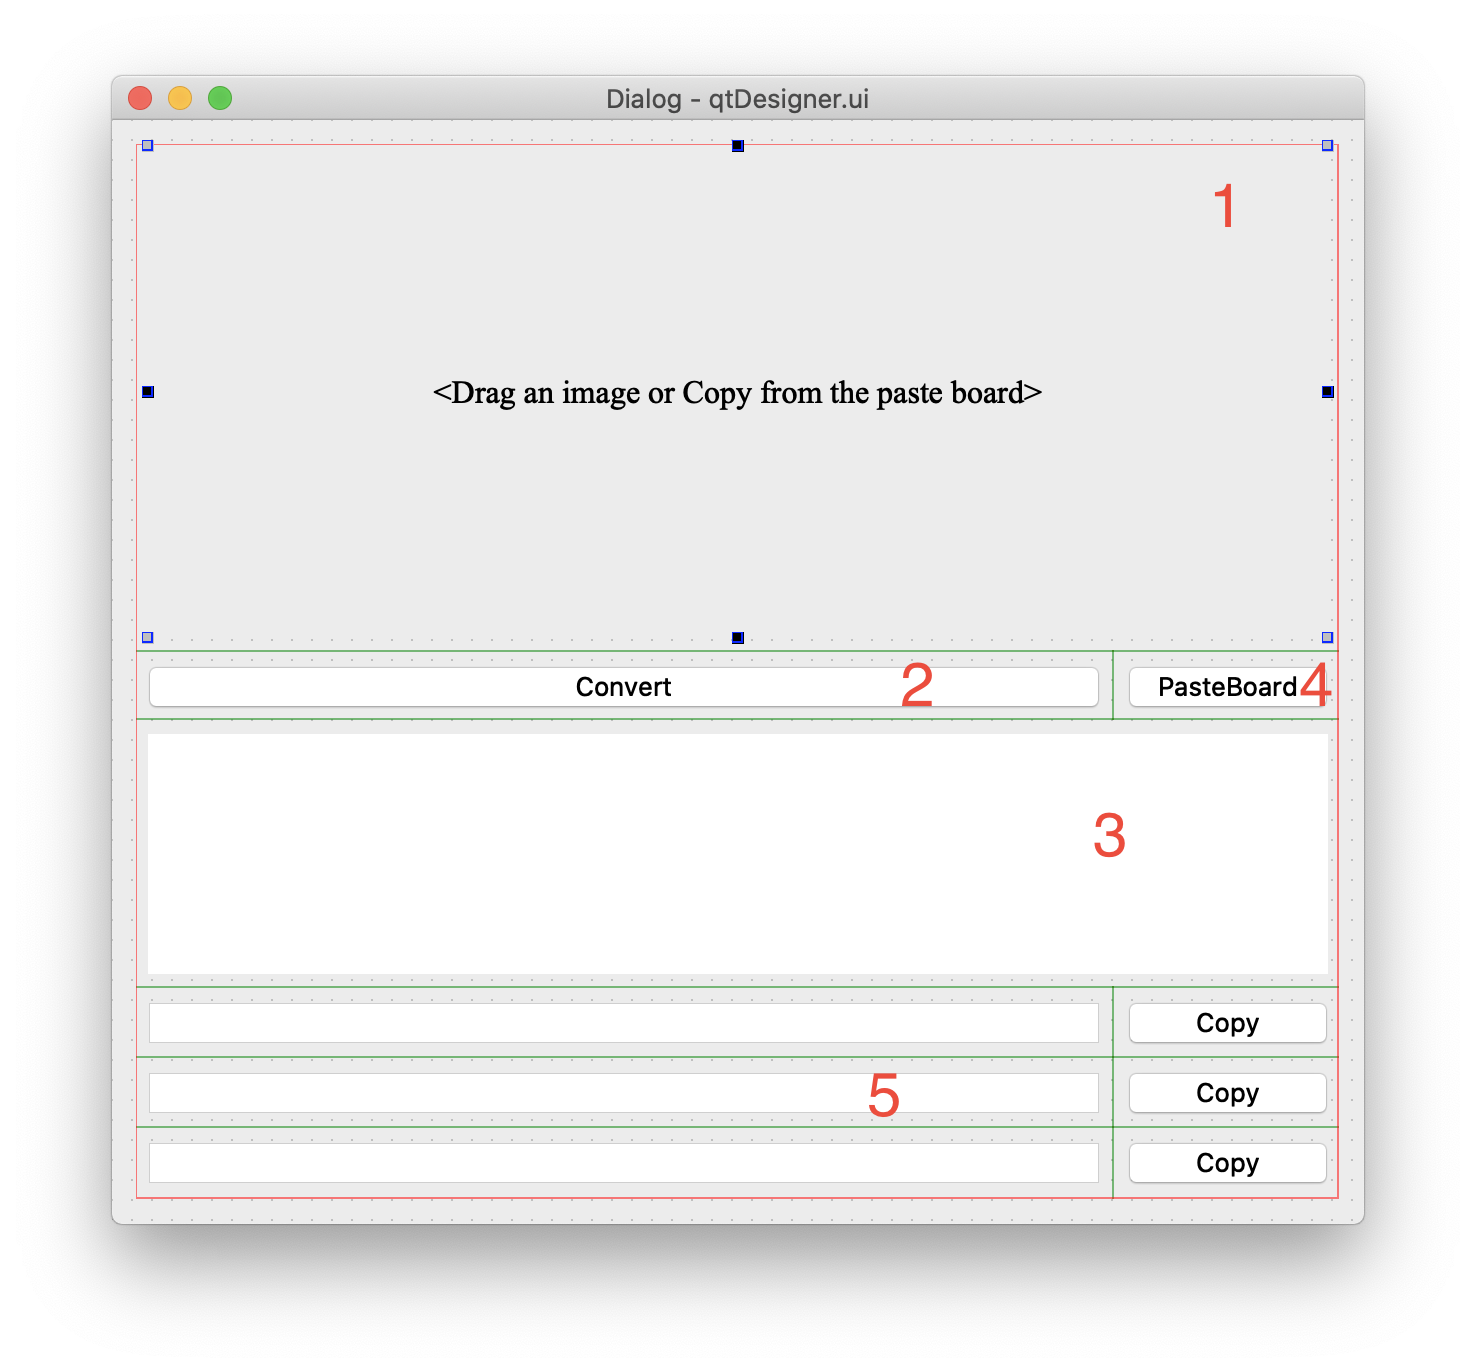 Dialog - qtDesigner.ui
1
<Drag an image or Copy from the paste board>
Convert 2 PasteBoard 4
3
Copy
5 Copy
Copy